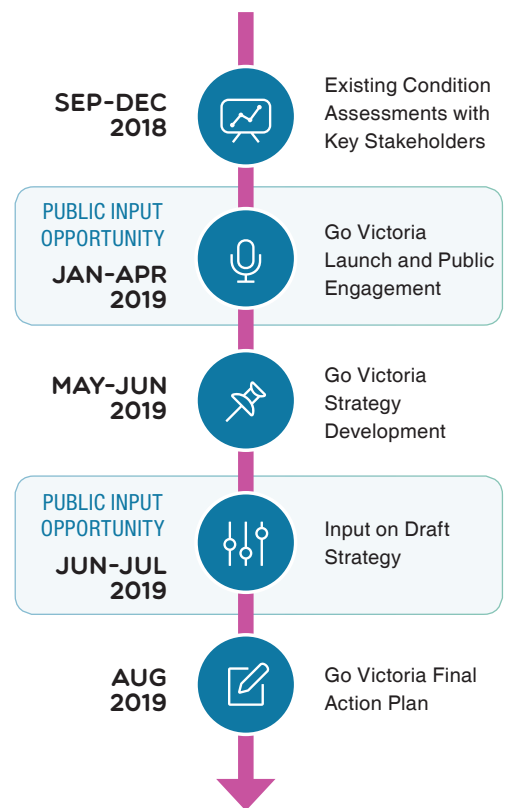 SEP-DEC
2018
Existing Condition
Assessments with
Key Stakeholders
PUBLIC INPUT
OPPORTUNITY
JAN-APR
2019
Go Victoria
Launch and Public
Engagement
MAY-JUN
2019
Go Victoria
Strategy
Development
PUBLIC INPUT
OPPORTUNITY
JUN-JUL
2019
Input on Draft
Strategy
AUG
2019
Go Victoria Final
Action Plan